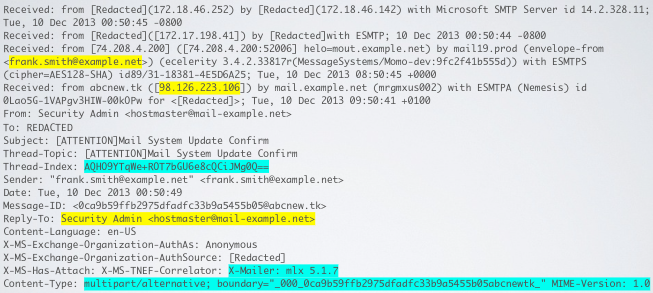 Received: from [Redacted](172.18.46.252) by [Redacted](172.18.46.142) with Microsoft SMTP Server id 14.2.328.11;
Tue, 10 Dec 2013 00:50:45 -0800
Received: from [Redacted] ([172.17.198.41]) by [Redacted]with ESMTP; 10 Dec 2013 00:50:44 -0800
Received: from [74.208.4.200] ([74.208.4.200:52006] helo=mout.example.net) by mail19.prod (envelope-from
<frank.smith@example.net>) (ecelerity 3.4.2.33817r(MessageSystems/Momo-dev:9fc2f41b555d)) with ESMTPS
(cipher=AES128-SHA) id89/31-18381-4E5D6A25; Tue, 10 Dec 2013 08:50:45 +0000
Received: from abcnew.tk ([98.126.223.106]) by mail.example.net (mrgmxus002) with ESMTPA (Nemesis) id
0Lao5G-1VAPgv3HIW-00kOPw for <[Redacted]>; Tue, 10 Dec 2013 09:50:41 +0100
From: Security Admin <hostmaster@mail-example.net>
To: REDACTED
Subject: [ATTENTION]Mail System Update Confirm
Thread-Topic: [ATTENTION]Mail System Update Confirm
Thread-Index: AQHO9YTqWe+ROT7bGU6e8cQCiJMg0Q==
Sender: "frank.smith@example.net" <frank.smith@example.net>
Date: Tue, 10 Dec 2013 00:50:49
Message-ID: <0ca9b59ffb2975dfadfc33b9a5455b05@abcnew.tk>
Reply-To: Security Admin <hostmaster@mail-example.net>
Content-Language: en-US
X-MS-Exchange-Organization-AuthAs: Anonymous
X-MS-Exchange-Organization-AuthSource: [Redacted]
X-MS-Has-Attach: X-MS-TNEF-Correlator: X-Mailer: mlx 5.1.7
Content-Type: multipart/alternative; boundary="_000_0ca9b59ffb2975dfadfc33b9a5455b05abcnewtk_" MIME-Version: 1.0